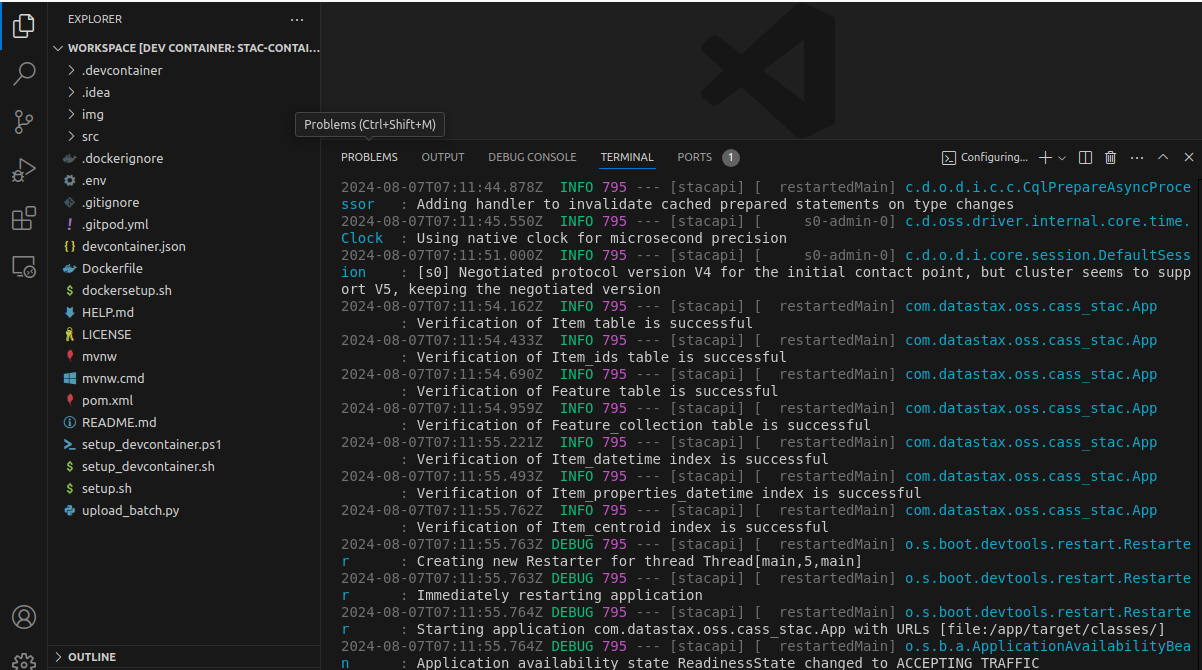 EXPLORER
WORKSPACE [DEV CONTAINER: STAC-CONTAI...
.devcontainer
.idea
img
src
.dockerignore
.env
.gitignore
.gitpod.yml
devcontainer.json
Dockerfile
dockersetup.sh
HELP.md
LICENSE
mvnw
mvnw.cmd
pom.xml
README.md
setup_devcontainer.ps1
setup_devcontainer.sh
setup.sh
upload_batch.py
OUTLINE
Problems (Ctrl+Shift+M)
PROBLEMS OUTPUT DEBUG CONSOLE TERMINAL PORTS 1 Configuring...
2024-08-07T07:11:44.878Z  INFO 795 --- [stacapi] [  restartedMain] c.d.o.d.i.c.c.CqlPrepareAsyncProce
ssor   : Adding handler to invalidate cached prepared statements on type changes
2024-08-07T07:11:45.550Z  INFO 795 --- [stacapi] [     s0-admin-0] c.d.oss.driver.internal.core.time.
Clock  : Using native clock for microsecond precision
2024-08-07T07:11:51.000Z  INFO 795 --- [stacapi] [     s0-admin-0] c.d.o.d.i.core.session.DefaultSess
ion    : [s0] Negotiated protocol version V4 for the initial contact point, but cluster seems to supp
ort V5, keeping the negotiated version
2024-08-07T07:11:54.162Z  INFO 795 --- [stacapi] [  restartedMain] com.datastax.oss.cass_stac.App
       : Verification of Item table is successful
2024-08-07T07:11:54.433Z  INFO 795 --- [stacapi] [  restartedMain] com.datastax.oss.cass_stac.App
       : Verification of Item_ids table is successful
2024-08-07T07:11:54.690Z  INFO 795 --- [stacapi] [  restartedMain] com.datastax.oss.cass_stac.App
       : Verification of Feature table is successful
2024-08-07T07:11:54.959Z  INFO 795 --- [stacapi] [  restartedMain] com.datastax.oss.cass_stac.App
       : Verification of Feature_collection table is successful
2024-08-07T07:11:55.221Z  INFO 795 --- [stacapi] [  restartedMain] com.datastax.oss.cass_stac.App
       : Verification of Item_datetime index is successful
2024-08-07T07:11:55.493Z  INFO 795 --- [stacapi] [  restartedMain] com.datastax.oss.cass_stac.App
       : Verification of Item_properties_datetime index is successful
2024-08-07T07:11:55.762Z  INFO 795 --- [stacapi] [  restartedMain] com.datastax.oss.cass_stac.App
       : Verification of Item_centroid index is successful
2024-08-07T07:11:55.763Z DEBUG 795 --- [stacapi] [  restartedMain] o.s.boot.devtools.restart.Restarte
r      : Creating new Restarter for thread Thread[main,5,main]
2024-08-07T07:11:55.763Z DEBUG 795 --- [stacapi] [  restartedMain] o.s.boot.devtools.restart.Restarte
r      : Immediately restarting application
2024-08-07T07:11:55.764Z DEBUG 795 --- [stacapi] [  restartedMain] o.s.boot.devtools.restart.Restarte
r      : Starting application com.datastax.oss.cass_stac.App with URLs [file:/app/target/classes/]
2024-08-07T07:11:55.764Z DEBUG 795 --- [stacapi] [  restartedMain] o.s.b.a.ApplicationAvailabilityBea
n      : Application availability state ReadinessState changed to ACCEPTING_TRAFFIC